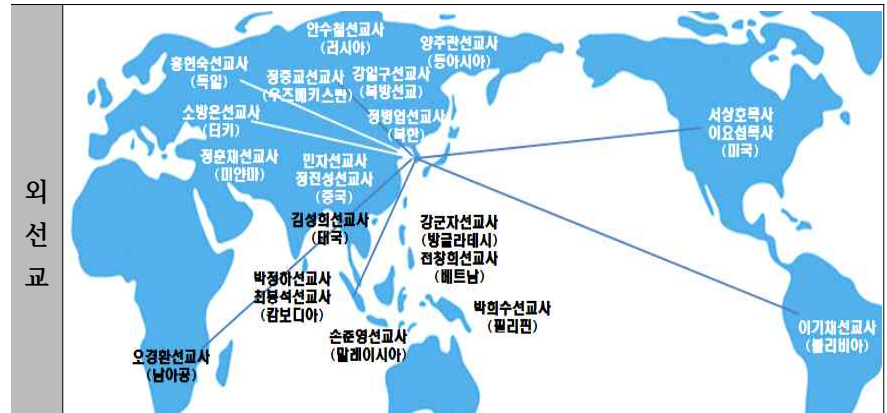 외
선
교
안수철선교사
(러시아)
양주란선교사
(동아시아)
홍현숙선교사
(독일)
정중교선교사
(우즈베키스탄)
강일구선교사
(북방선교)
소방은선교사
(터키)
정병업선교사
(북한)
서상호목사
이요섭목사
(미국)
정훈채선교사
(미얀마)
민자선교사
정진성선교사
(중국)
김성희선교사
(태국)
강군자선교사
(방글라데시)
전창희선교사
(베트남)
박정하선교사
최봉석선교사
(캄보디아)
박희수선교사
(필리핀)
손준영선교사
(말레이시아)
이기채선교사
(볼리비아)
오경환선교사
(남아공)